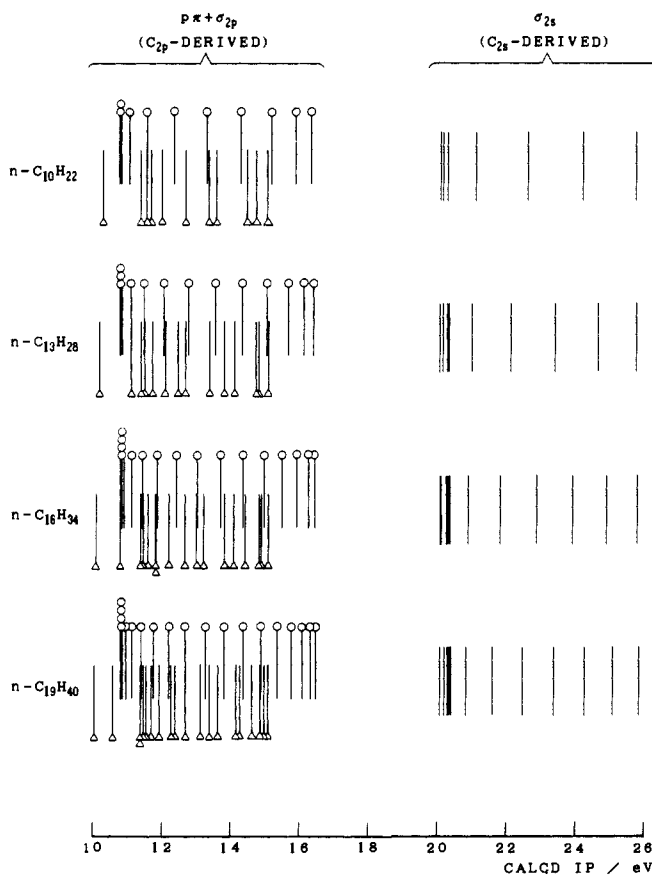 pπ+σ2p
(C2p-DERIVED)
σ2s
(C2s-DERIVED)
n-C10H22
n-C13H28
n-C16H34
n-C19H40
10 12 14 16 18 20 22 24 26
CALCD IP / eV